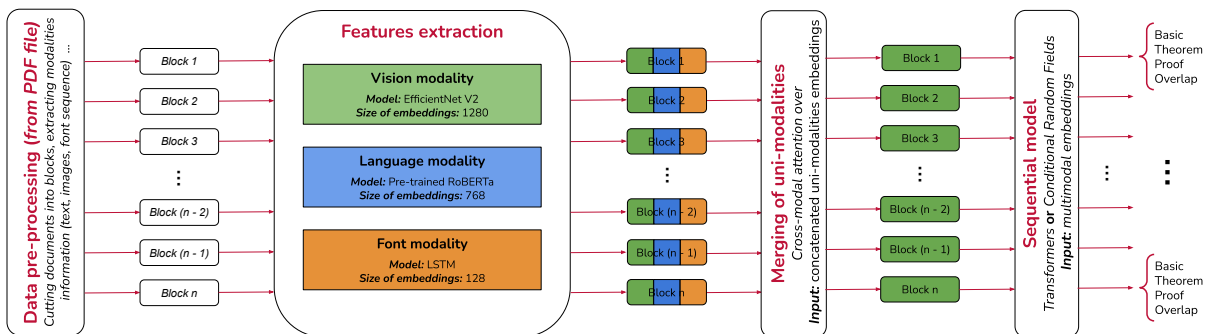 Data pre-processing (from PDF file)
Cutting documents into blocks, extracting modalities
information (text, images, font sequence) ...
Block 1
Block 2
Block 3
...
Block (n - 2)
Block (n - 1)
Block n
Features extraction
Vision modality
Model: EfficientNet V2
Size of embeddings: 1280
Language modality
Model: Pre-trained RoBERTa
Size of embeddings: 768
Font modality
Model: LSTM
Size of embeddings: 128
Block 1
Block 2
Block 3
...
Block (n - 2)
Block (n - 1)
Block n
Merging of uni-modalities
Cross-modal attention over
Input: concatenated uni-modalities embeddings
Block 1
Block 2
Block 3
...
Block (n - 2)
Block (n - 1)
Block n
Sequential model
Transformers or Conditional Random Fields
Input: multimodal embeddings
Basic
Theorem
Proof
Overlap
...
...
Basic
Theorem
Proof
Overlap